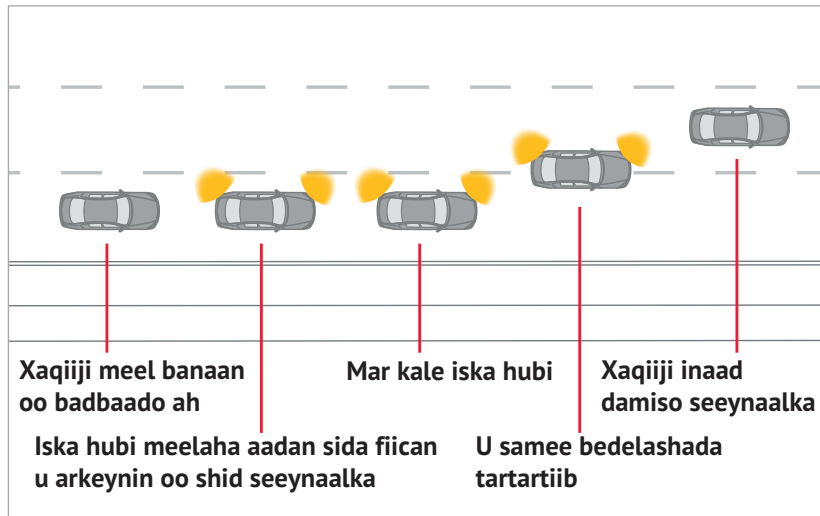 Xaqiiji meel banaan
oo badbaado ah
Iska hubi meelaha aadan sida fiican
u arkeynin oo shid seeynaalka
Mar kale iska hubi
U samee bedelashada
tartartiib
Xaqiiji inaad
damiso seeynaalka